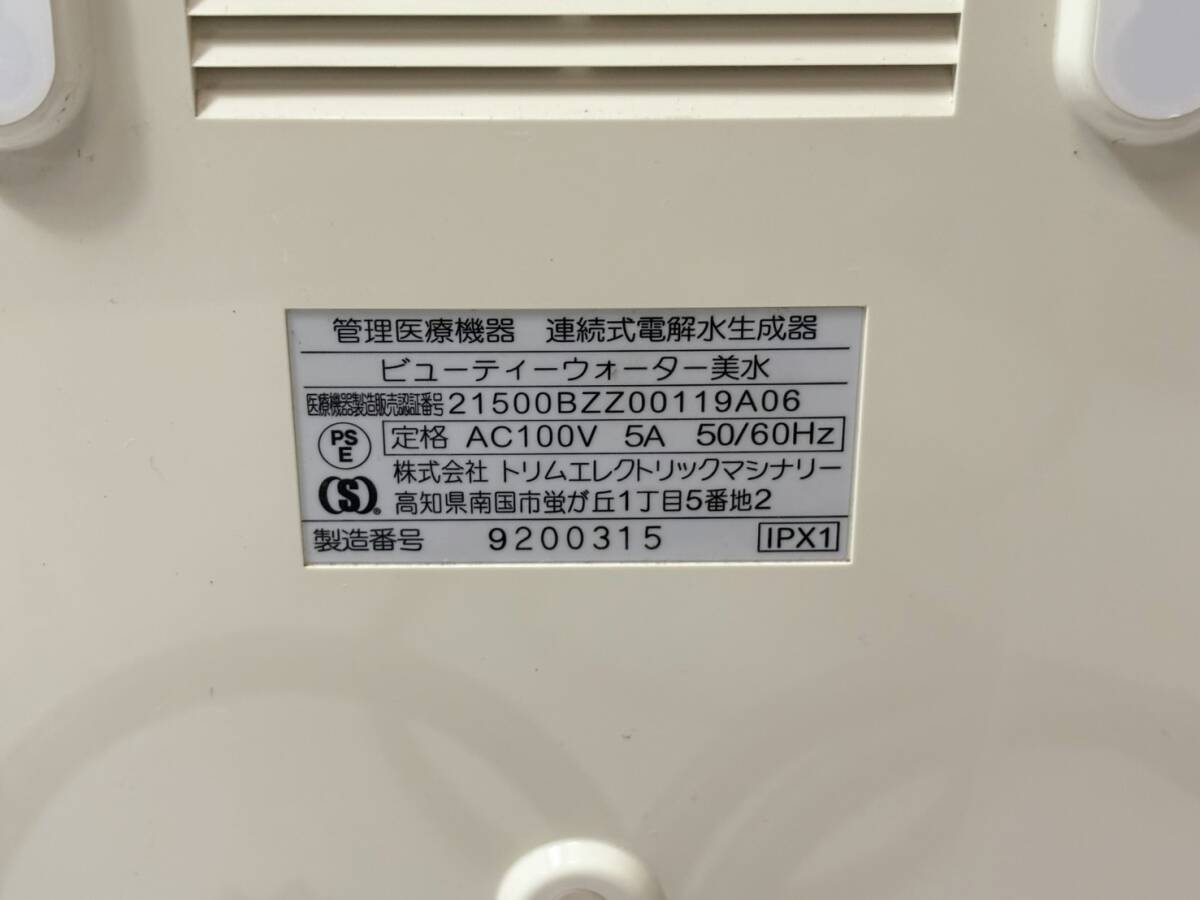 管理医療機器　連続式電解水生成器
ビューティーウォーター美水
医療機器製造販売認証番号 21500BZZ00119A06
PS E 定格 AC100V 5A 50/60Hz
株式会社 トリムエレクトリックマシナリー
(S)® 高知県南国市蛍が丘1丁目5番地2
製造番号 9200315 IPX1